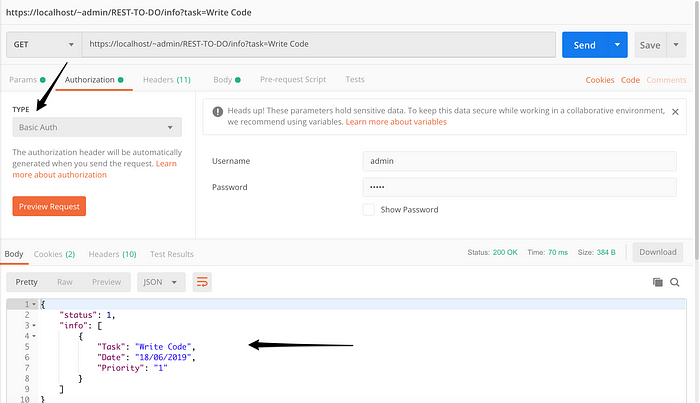 https://localhost/~admin/REST-TO-DO/info?task=Write Code
GET https://localhost/~admin/REST-TO-DO/info?task=Write Code Send Save
Params Authorization Headers (11) Body Pre-request Script Tests Cookies Code Comments
TYPE
Basic Auth
The authorization header will be automatically
generated when you send the request. Learn
more about authorization
Preview Request
Heads up! These parameters hold sensitive data. To keep this data secure while working in a collaborative environment,
we recommend using variables. Learn more about variables
Username admin
Password •••••
Show Password
Body Cookies (2) Headers (10) Test Results Status: 200 OK Time: 70 ms Size: 384 B Download
Pretty Raw Preview JSON
1 {
2 "status": 1,
3 "info": [
4 {
5 "Task": "Write Code",
6 "Date": "18/06/2019",
7 "Priority": "1"
8 }
9 ]
10 }